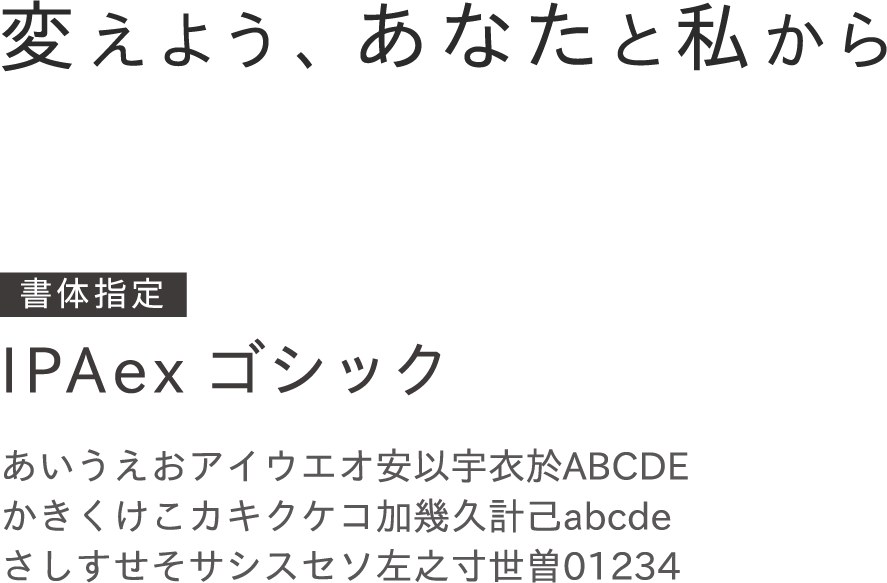 変えよう、あなたと私から
書体指定
IPAex ゴシック
あいうえおアイウエオ安以宇衣於ABCDE
かきくけこカキクケコ加幾久計己abcde
さしすせそサシスセソ左之寸世曽01234